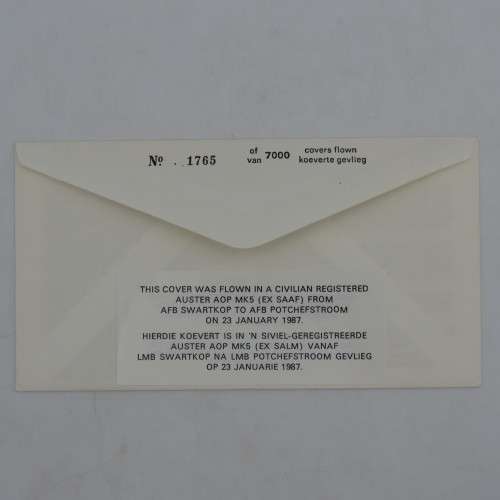 No. 1765 of van 7000 covers flown koeverte gevlieg
THIS COVER WAS FLOWN IN A CIVILIAN REGISTERED
AUSTER AOP MK5 (EX SAAF) FROM
AFB SWARTKOP TO AFB POTCHEFSTROOM
ON 23 JANUARY 1987.
HIERDIE KOEVERT IS IN 'N SIVIEL-GEREGISTREERDE
AUSTER AOP MK5 (EX SALM) VANAF
LMB SWARTKOP NA LMB POTCHEFSTROOM GEVLIEG
OP 23 JANUARIE 1987.